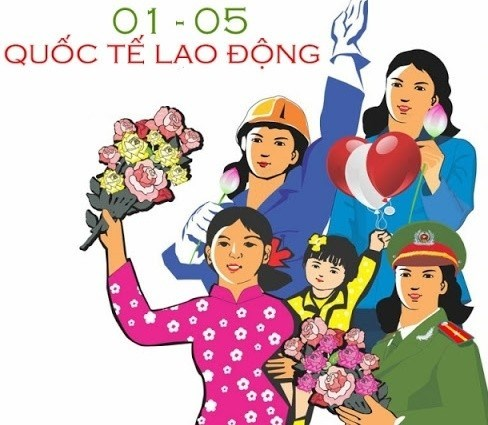 01 - 05
QUỐC TẾ LAO ĐỘNG